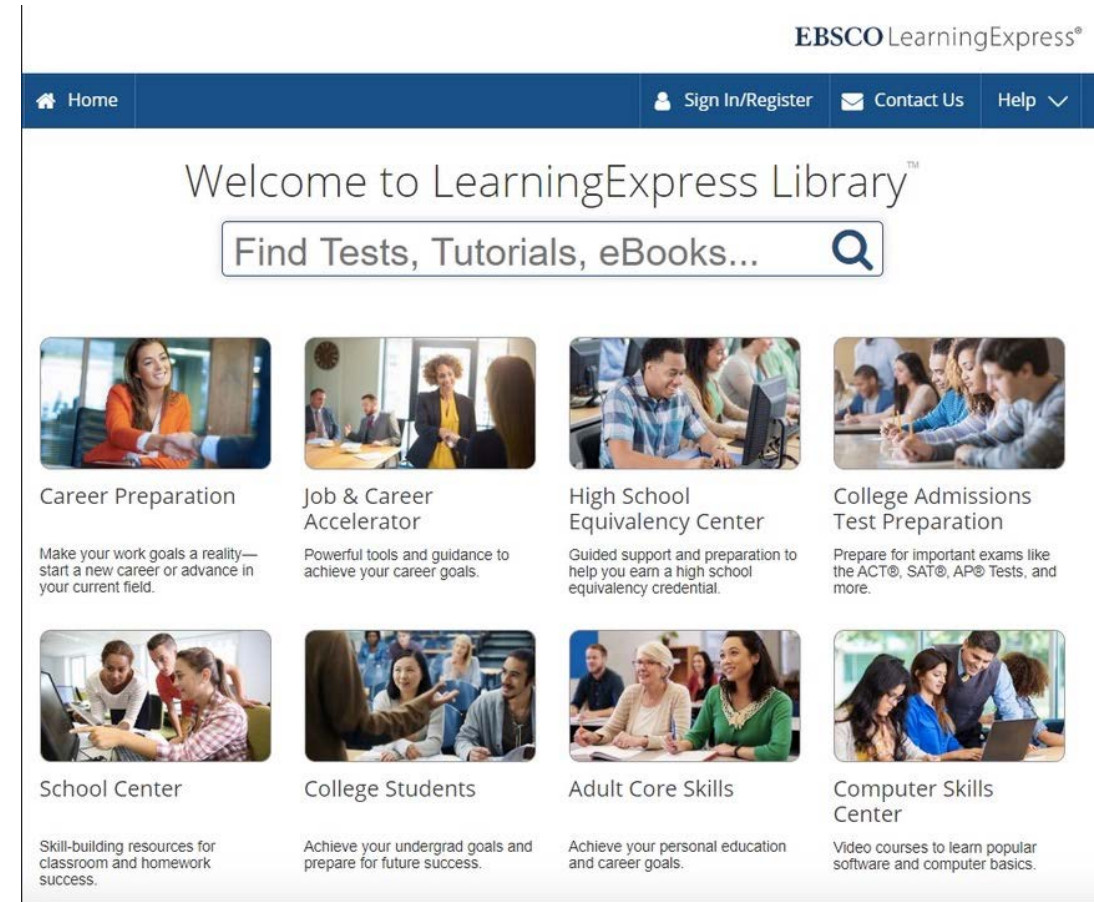 EBSCO LearningExpress®
Home
Sign In/Register
Contact Us
Help
Welcome to LearningExpress Library™
Find Tests, Tutorials, eBooks...
Career Preparation
Make your work goals a reality—
start a new career or advance in
your current field.
Job & Career
Accelerator
Powerful tools and guidance to
achieve your career goals.
High School
Equivalency Center
Guided support and preparation to
help you earn a high school
equivalency credential.
College Admissions
Test Preparation
Prepare for important exams like
the ACT®, SAT®, AP® Tests, and
more.
School Center
Skill-building resources for
classroom and homework
success.
College Students
Achieve your undergrad goals and
prepare for future success.
Adult Core Skills
Achieve your personal education
and career goals.
Computer Skills
Center
Video courses to learn popular
software and computer basics.